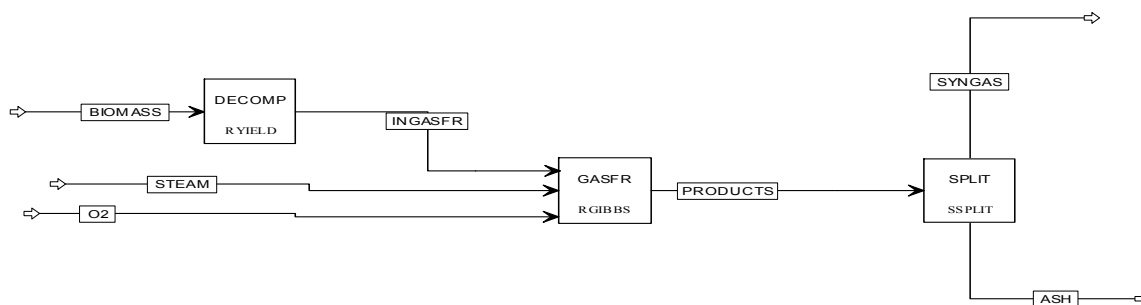 SYNGAS
DECOMP
BIOMASS
RYIELD
INGASFR
GASFR
SPLIT
STEAM
PRODUCTS
RGIBBS
SSPLIT
O2
ASH